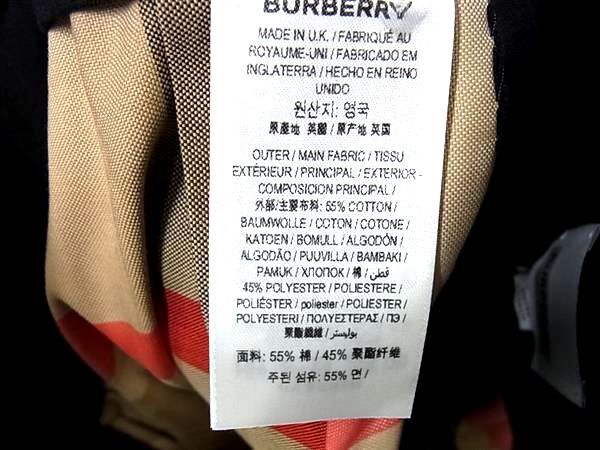 BURBERRY
MADE IN U.K. / FABRIQUÉ AU
ROYAUME-UNI / FABRICADO EM
INGLATERRA / HECHO EN REINO
UNIDO
원산지: 영국
原產地 英國 / 原产地 英国
OUTER / MAIN FABRIC / TISSU
EXTÉRIEUR / PRINCIPAL / EXTERIOR -
COMPOSICIÓN PRINCIPAL /
外部/主要布料: 55% COTTON /
BAUMWOLLE / COTON / COTONE /
KATOEN / BOMULL / ALGODÓN /
ALGODÃO / PUUVILLA / BAMBAKI /
PAMUK / ХЛОПОК / 棉 / قطن /
45% POLYESTER / POLIESTERE /
POLIÉSTER / poliester / POLIESTER /
POLYESTERI / ΠΟΛΥΕΣΤΕΡΑΣ / ПЭ /
聚酯纖維 / بوليستر /
面料: 55% 棉 / 45% 聚酯纤维
주된 섬유: 55% 면 /